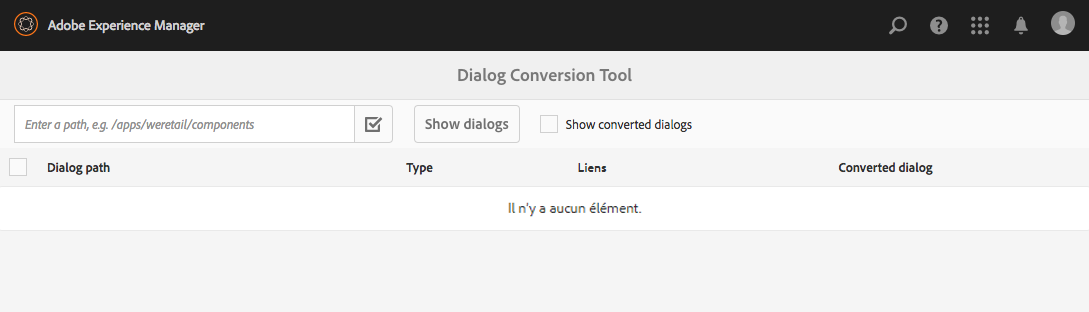 Adobe Experience Manager
Dialog Conversion Tool
Enter a path, e.g. /apps/weretail/components
Show dialogs
Show converted dialogs
Dialog path Type Liens Converted dialog
Il n'y a aucun élément.